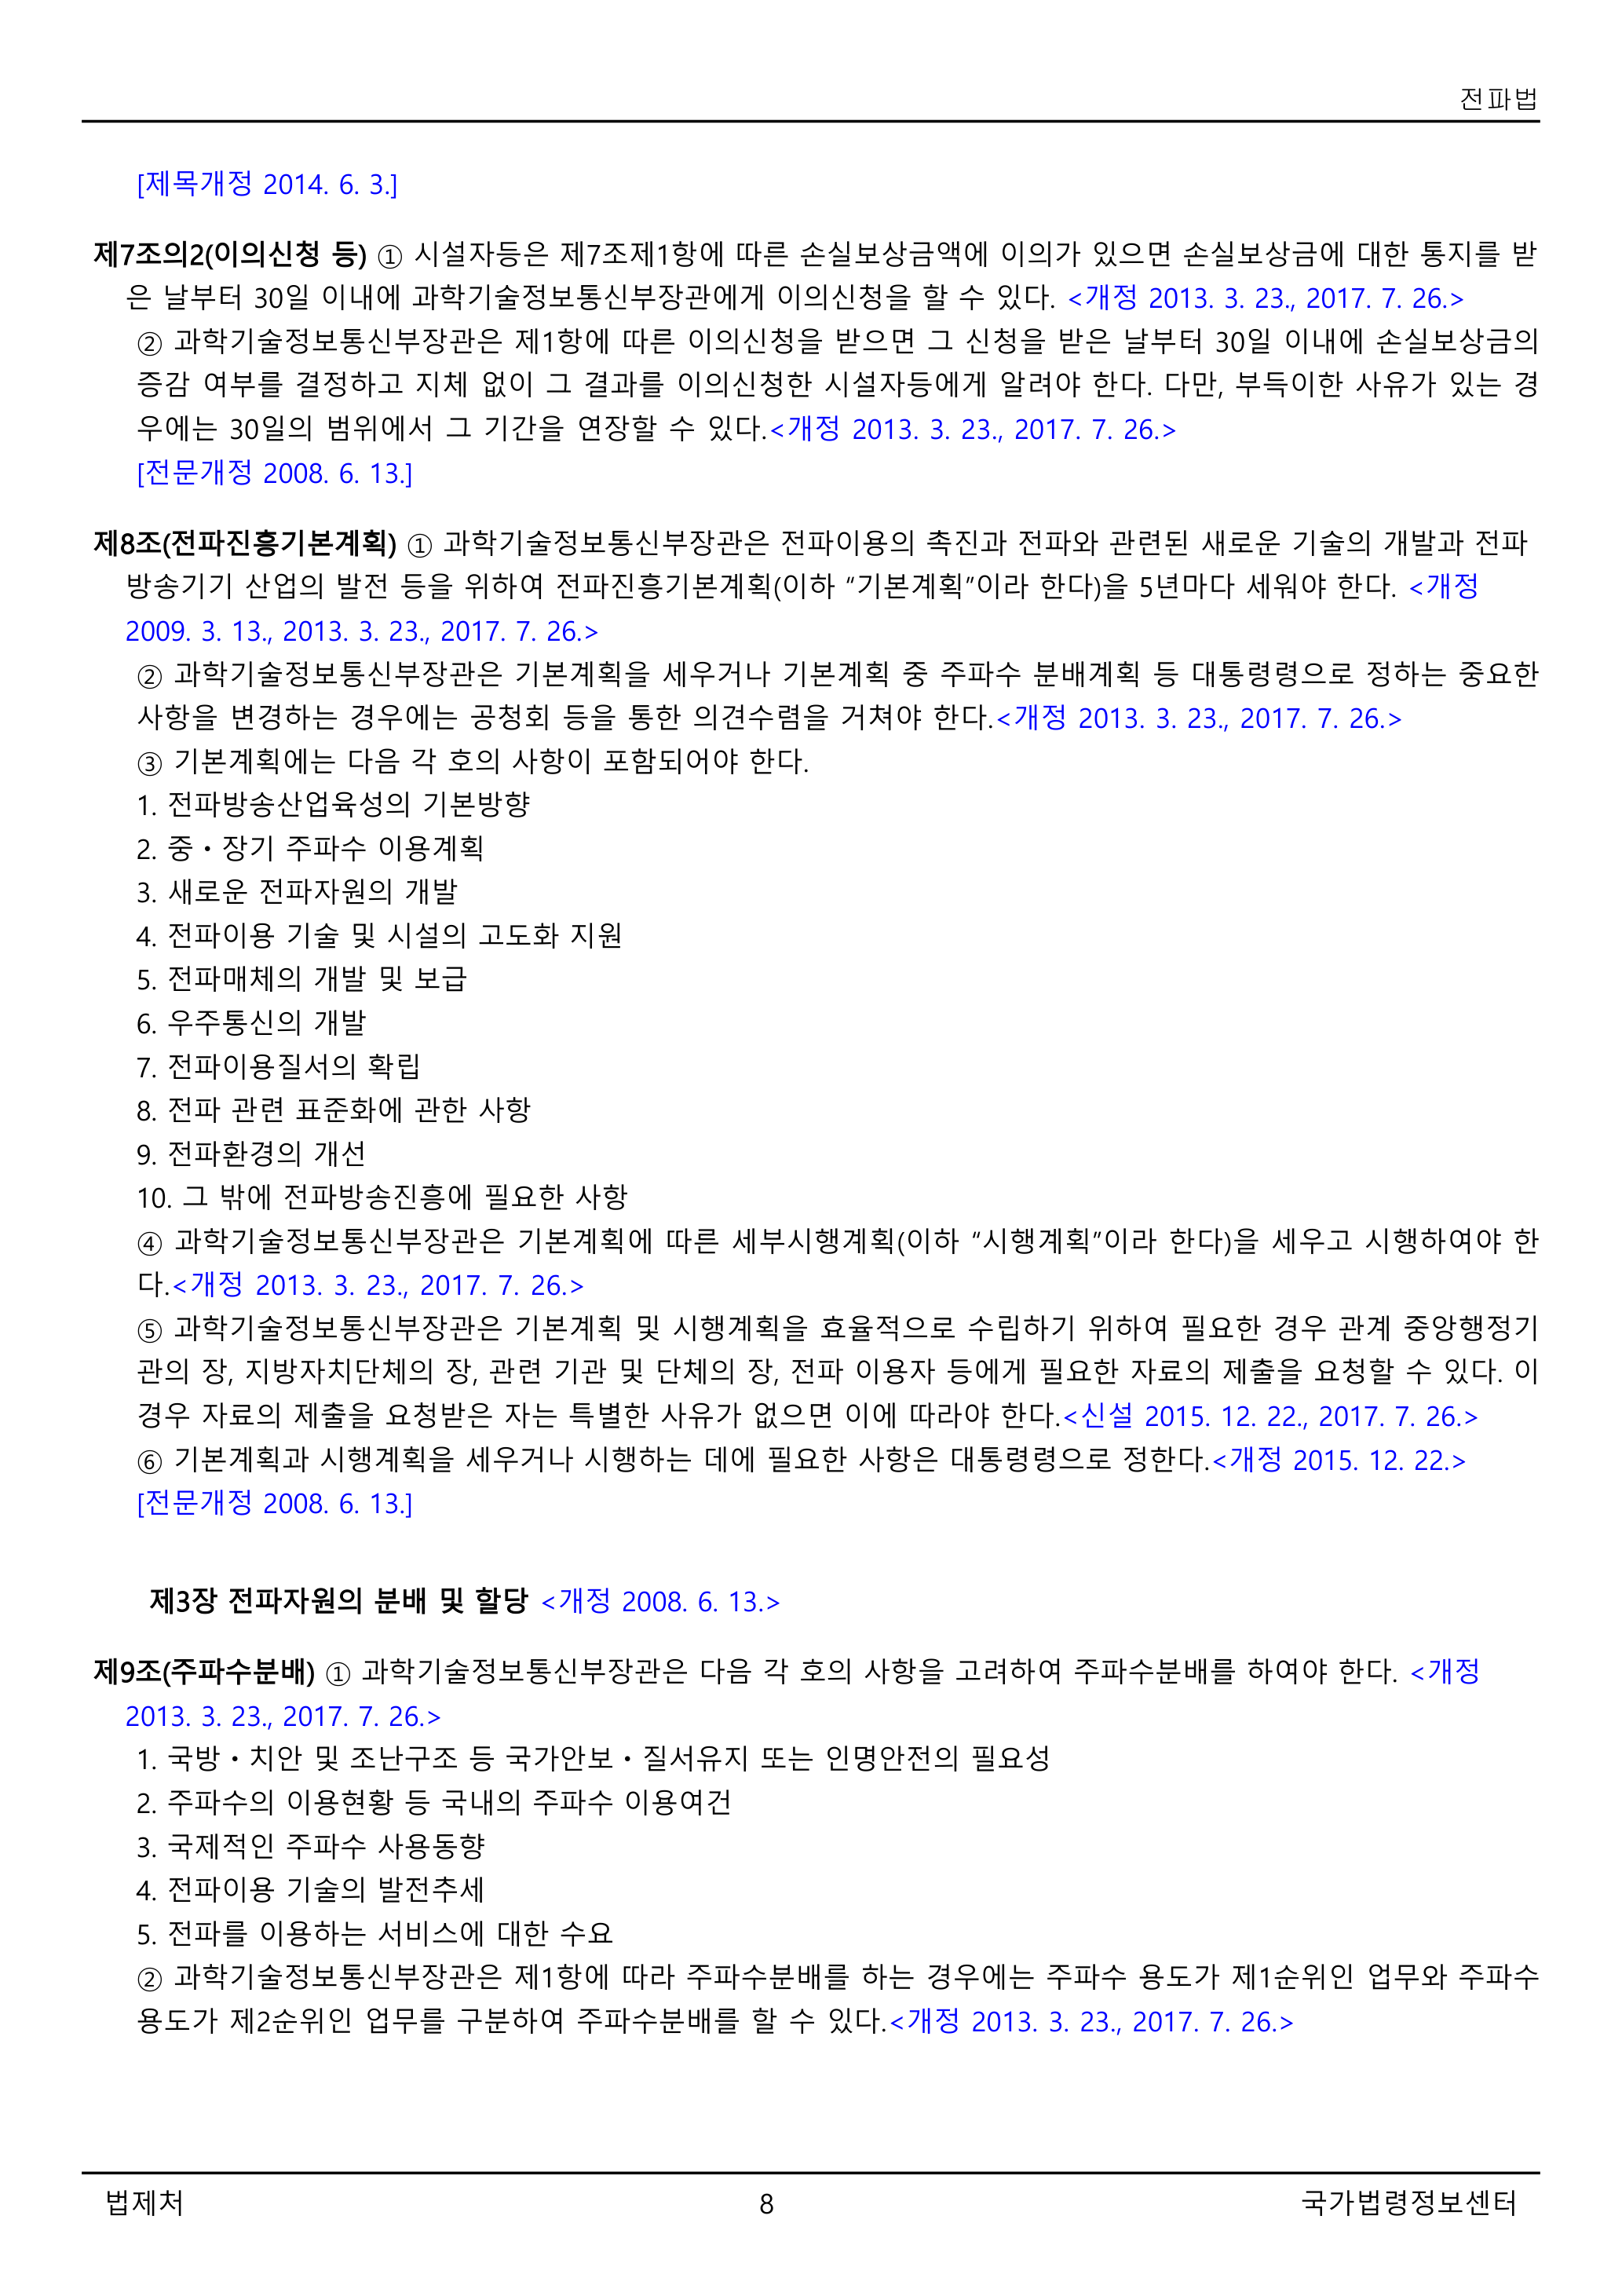 전파법
[제목개정 2014. 6. 3.]
제7조의2(이의신청 등) ① 시설자등은 제7조제1항에 따른 손실보상금액에 이의가 있으면 손실보상금에 대한 통지를 받
은 날부터 30일 이내에 과학기술정보통신부장관에게 이의신청을 할 수 있다. <개정 2013. 3. 23., 2017. 7. 26.>
② 과학기술정보통신부장관은 제1항에 따른 이의신청을 받으면 그 신청을 받은 날부터 30일 이내에 손실보상금의
증감 여부를 결정하고 지체 없이 그 결과를 이의신청한 시설자등에게 알려야 한다. 다만, 부득이한 사유가 있는 경
우에는 30일의 범위에서 그 기간을 연장할 수 있다.<개정 2013. 3. 23., 2017. 7. 26.>
[전문개정 2008. 6. 13.]
제8조(전파진흥기본계획) ① 과학기술정보통신부장관은 전파이용의 촉진과 전파와 관련된 새로운 기술의 개발과 전파
방송기기 산업의 발전 등을 위하여 전파진흥기본계획(이하 “기본계획”이라 한다)을 5년마다 세워야 한다. <개정
2009. 3. 13., 2013. 3. 23., 2017. 7. 26.>
② 과학기술정보통신부장관은 기본계획을 세우거나 기본계획 중 주파수 분배계획 등 대통령령으로 정하는 중요한
사항을 변경하는 경우에는 공청회 등을 통한 의견수렴을 거쳐야 한다.<개정 2013. 3. 23., 2017. 7. 26.>
③ 기본계획에는 다음 각 호의 사항이 포함되어야 한다.
1. 전파방송산업육성의 기본방향
2. 중ㆍ장기 주파수 이용계획
3. 새로운 전파자원의 개발
4. 전파이용 기술 및 시설의 고도화 지원
5. 전파매체의 개발 및 보급
6. 우주통신의 개발
7. 전파이용질서의 확립
8. 전파 관련 표준화에 관한 사항
9. 전파환경의 개선
10. 그 밖에 전파방송진흥에 필요한 사항
④ 과학기술정보통신부장관은 기본계획에 따른 세부시행계획(이하 “시행계획”이라 한다)을 세우고 시행하여야 한
다.<개정 2013. 3. 23., 2017. 7. 26.>
⑤ 과학기술정보통신부장관은 기본계획 및 시행계획을 효율적으로 수립하기 위하여 필요한 경우 관계 중앙행정기
관의 장, 지방자치단체의 장, 관련 기관 및 단체의 장, 전파 이용자 등에게 필요한 자료의 제출을 요청할 수 있다. 이
경우 자료의 제출을 요청받은 자는 특별한 사유가 없으면 이에 따라야 한다.<신설 2015. 12. 22., 2017. 7. 26.>
⑥ 기본계획과 시행계획을 세우거나 시행하는 데에 필요한 사항은 대통령령으로 정한다.<개정 2015. 12. 22.>
[전문개정 2008. 6. 13.]
제3장 전파자원의 분배 및 할당 <개정 2008. 6. 13.>
제9조(주파수분배) ① 과학기술정보통신부장관은 다음 각 호의 사항을 고려하여 주파수분배를 하여야 한다. <개정
2013. 3. 23., 2017. 7. 26.>
1. 국방ㆍ치안 및 조난구조 등 국가안보ㆍ질서유지 또는 인명안전의 필요성
2. 주파수의 이용현황 등 국내의 주파수 이용여건
3. 국제적인 주파수 사용동향
4. 전파이용 기술의 발전추세
5. 전파를 이용하는 서비스에 대한 수요
② 과학기술정보통신부장관은 제1항에 따라 주파수분배를 하는 경우에는 주파수 용도가 제1순위인 업무와 주파수
용도가 제2순위인 업무를 구분하여 주파수분배를 할 수 있다.<개정 2013. 3. 23., 2017. 7. 26.>
법제처
8
국가법령정보센터